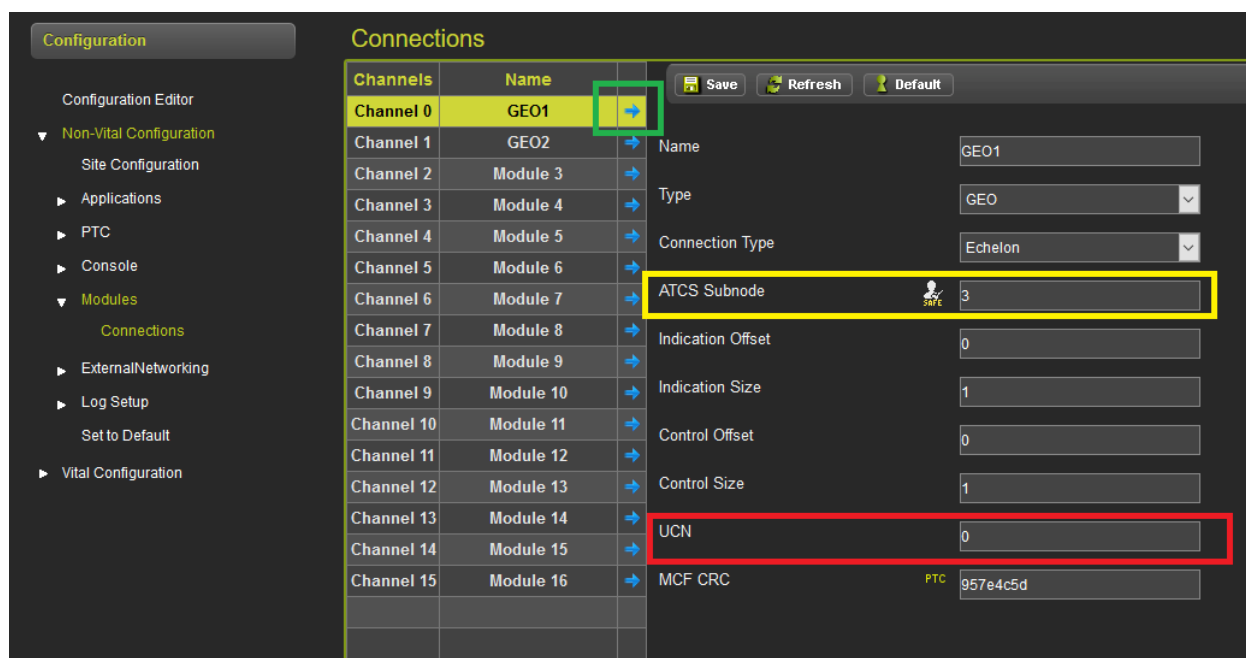 Configuration
Configuration Editor
Non-Vital Configuration
Site Configuration
Applications
PTC
Console
Modules
Connections
ExternalNetworking
Log Setup
Set to Default
Vital Configuration
Connections
Channels Name
Channel 0 GEO1
Channel 1 GEO2
Channel 2 Module 3
Channel 3 Module 4
Channel 4 Module 5
Channel 5 Module 6
Channel 6 Module 7
Channel 7 Module 8
Channel 8 Module 9
Channel 9 Module 10
Channel 10 Module 11
Channel 11 Module 12
Channel 12 Module 13
Channel 13 Module 14
Channel 14 Module 15
Channel 15 Module 16
Save Refresh Default
Name GEO1
Type GEO
Connection Type Echelon
ATCS Subnode SAFE 3
Indication Offset 0
Indication Size 1
Control Offset 0
Control Size 1
UCN 0
MCF CRC PTC 957e4c5d